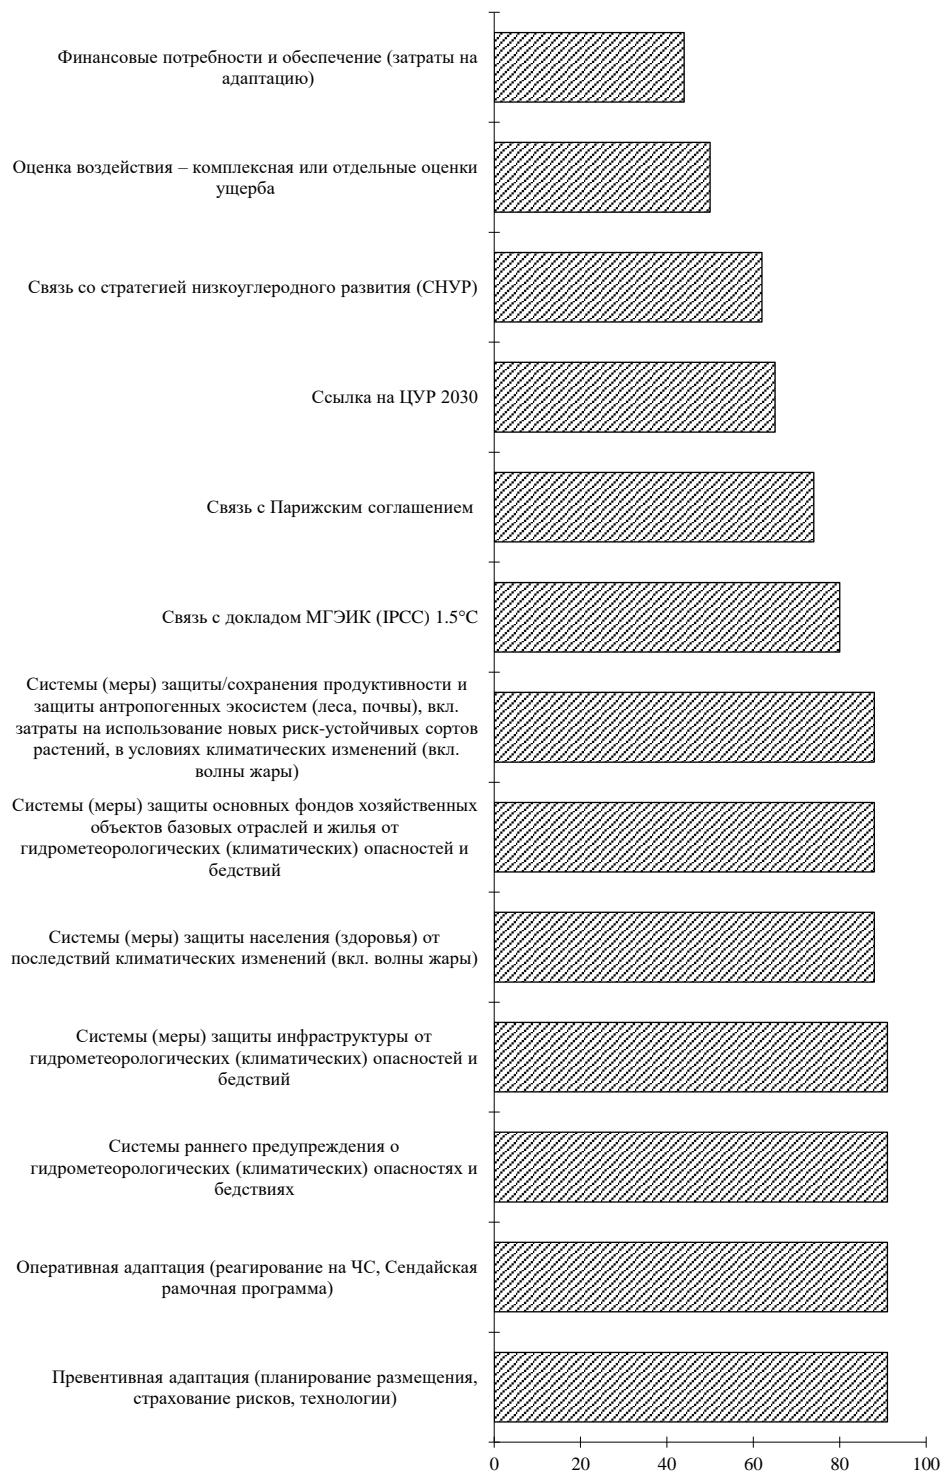 Финансовые потребности и обеспечение (затраты на
адаптацию)
Оценка воздействия – комплексная или отдельные оценки
ущерба
Связь со стратегией низкоуглеродного развития (СНУР)
Ссылка на ЦУР 2030
Связь с Парижским соглашением
Связь с докладом МГЭИК (IPCC) 1.5°C
Системы (меры) защиты/сохранения продуктивности и
защиты антропогенных экосистем (леса, почвы), вкл.
затраты на использование новых риск-устойчивых сортов
растений, в условиях климатических изменений (вкл.
волны жары)
Системы (меры) защиты основных фондов хозяйственных
объектов базовых отраслей и жилья от
гидрометеорологических (климатических) опасностей и
бедствий
Системы (меры) защиты населения (здоровья) от
последствий климатических изменений (вкл. волны жары)
Системы (меры) защиты инфраструктуры от
гидрометеорологических (климатических) опасностей и
бедствий
Системы раннего предупреждения о
гидрометеорологических (климатических) опасностях и
бедствиях
Оперативная адаптация (реагирование на ЧС, Сендайская
рамочная программа)
Превентивная адаптация (планирование размещения,
страхование рисков, технологии)
0 20 40 60 80 100